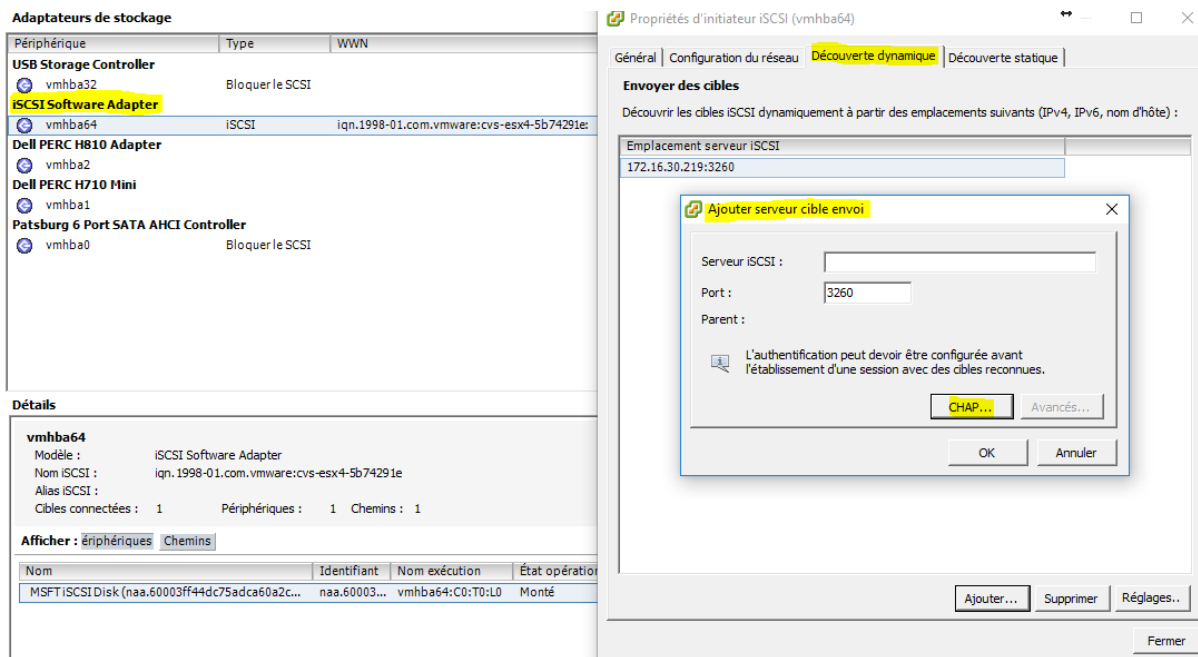 Adaptateurs de stockage
Périphérique Type WWN
USB Storage Controller
vmhba32 Bloquer le SCSI
iSCSI Software Adapter
vmhba64 iSCSI iqn.1998-01.com.vmware:cvs-esx4-5b74291e:
Dell PERC H810 Adapter
vmhba2
Dell PERC H710 Mini
vmhba1
Patsburg 6 Port SATA AHCI Controller
vmhba0 Bloquer le SCSI
Détails
vmhba64
Modèle : iSCSI Software Adapter
Nom iSCSI : iqn.1998-01.com.vmware:cvs-esx4-5b74291e
Alias iSCSI :
Cibles connectées : 1 Périphériques : 1 Chemins : 1
Afficher : ériphériques Chemins
Nom Identifiant Nom exécution État opération
MSFT iSCSI Disk (naa.60003ff44dc75adca60a2c... naa.60003... vmhba64:C0:T0:L0 Monté
Propriétés d'initiateur iSCSI (vmhba64)
Général Configuration du réseau Découverte dynamique Découverte statique
Envoyer des cibles
Découvrir les cibles iSCSI dynamiquement à partir des emplacements suivants (IPv4, IPv6, nom d'hôte) :
Emplacement serveur iSCSI
172.16.30.219:3260
Ajouter serveur cible envoi
Serveur iSCSI :
Port : 3260
Parent :
L'authentification peut devoir être configurée avant
l'établissement d'une session avec des cibles reconnues.
CHAP... Avancés...
OK Annuler
Ajouter... Supprimer Réglages..
Fermer